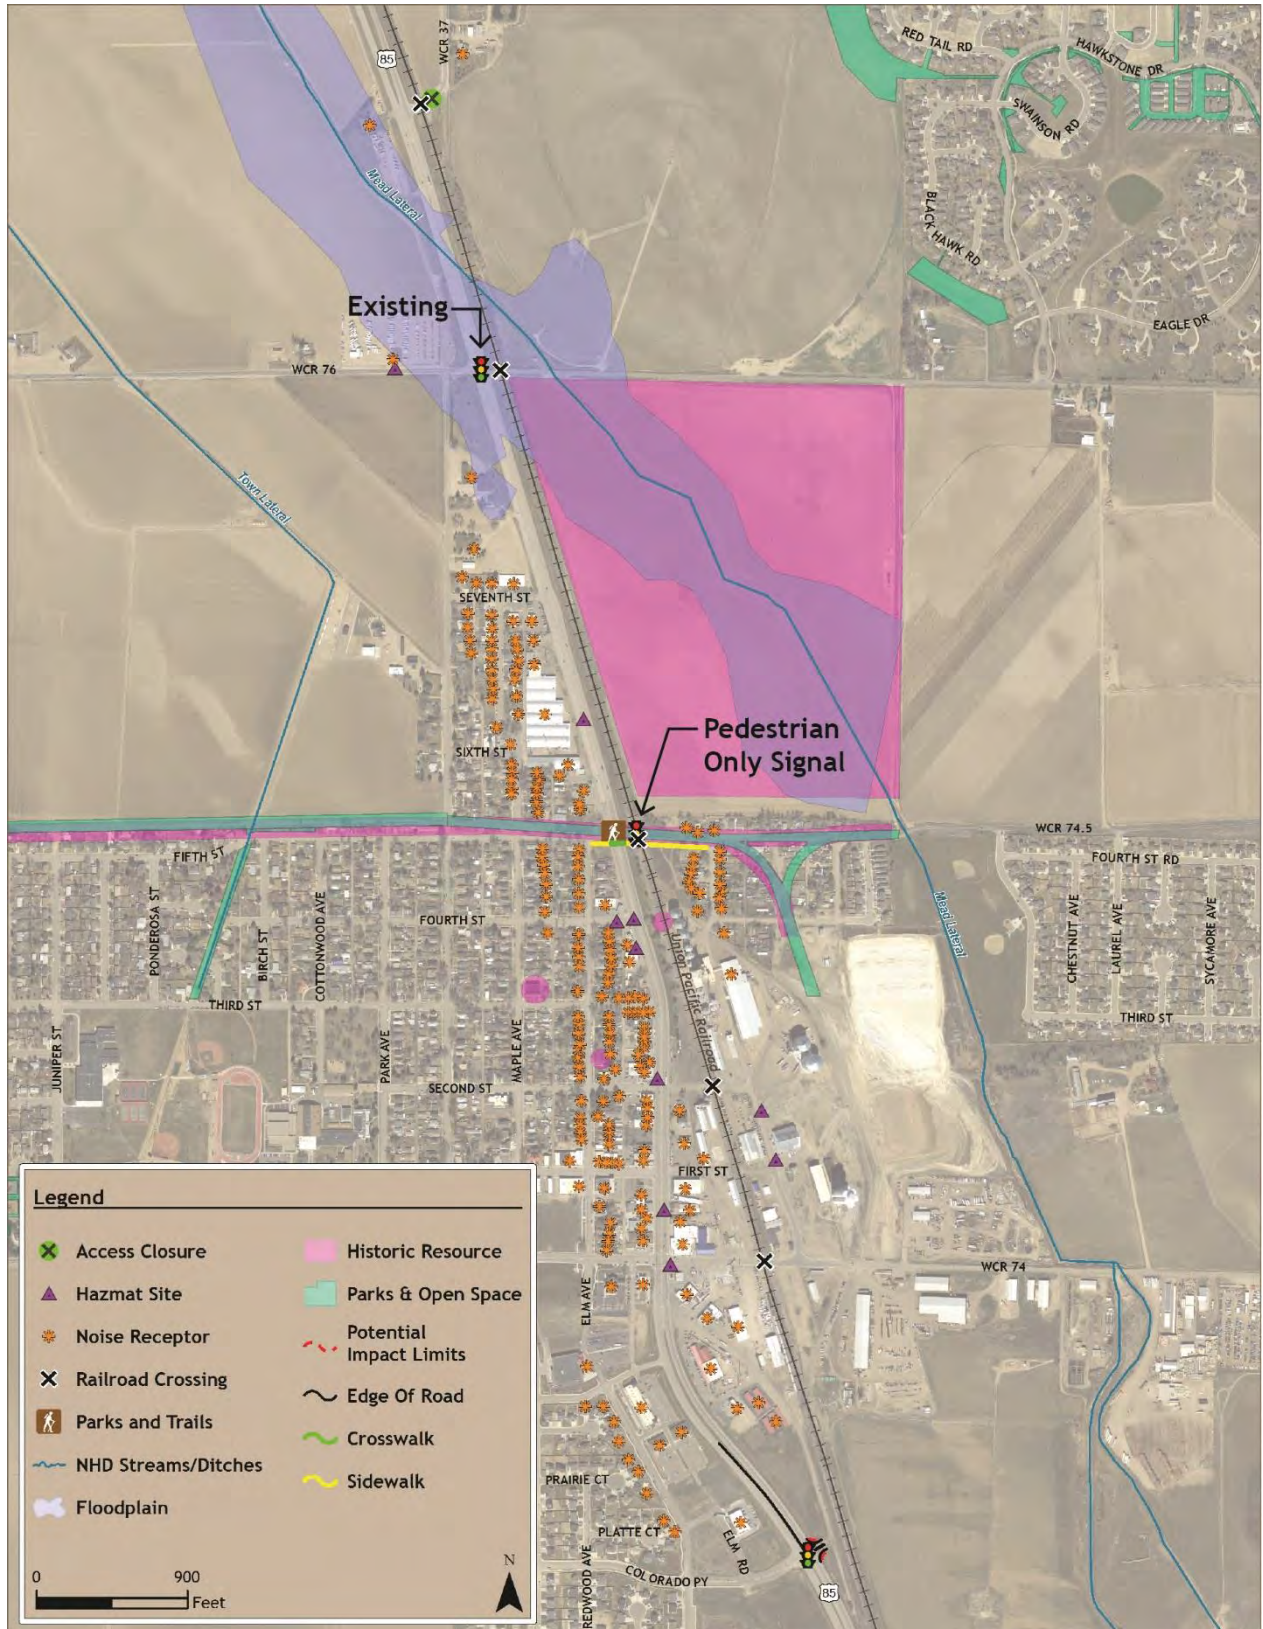 WCR 37
85
RED TAIL RD
HAWKSTONE DR
SWAINSON RD
Mead Lateral
BLACK HAWK RD
Existing
EAGLE DR
WCR 76
Town Lateral
SEVENTH ST
Pedestrian
Only Signal
SIXTH ST
WCR 74.5
FIFTH ST
FOURTH ST RD
PONDEROSA ST
BIRCH ST
COTTONWOOD AVE
FOURTH ST
Union Pacific Railroad
Mead Lateral
CHESTNUT AVE
LAUREL AVE
SYCAMORE AVE
THIRD ST
THIRD ST
JUNIPER ST
PARK AVE
MAPLE AVE
SECOND ST
FIRST ST
WCR 74
ELM AVE
PRAIRIE CT
PLATTE CT
ELM RD
COLORADO PY
REDWOOD AVE
85
Legend
Access Closure
Hazmat Site
Noise Receptor
Railroad Crossing
Parks and Trails
NHD Streams/Ditches
Floodplain
Historic Resource
Parks & Open Space
Potential
Impact Limits
Edge Of Road
Crosswalk
Sidewalk
0 900
Feet
N